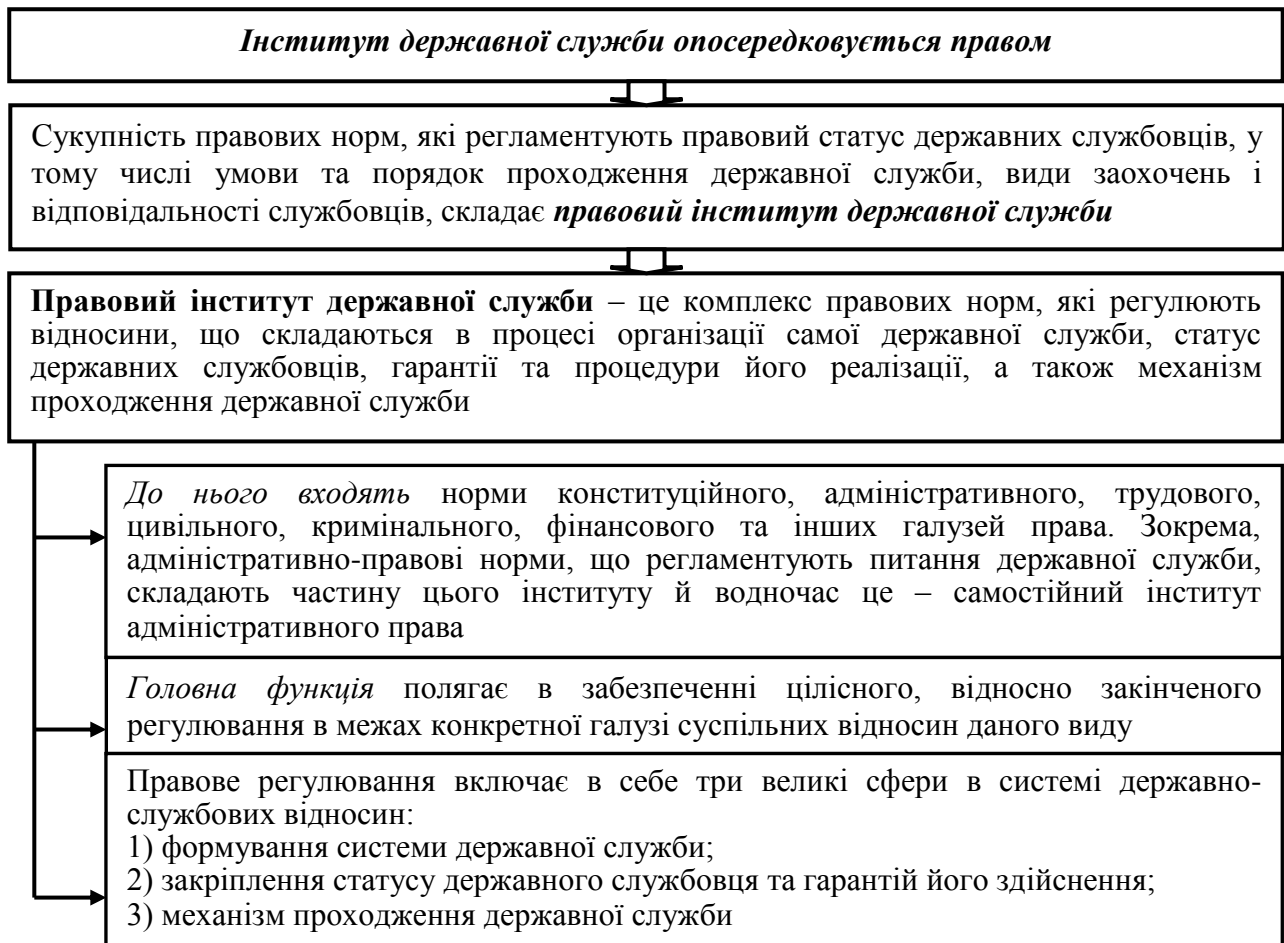 Інститут державної служби опосередковується правом
Сукупність правових норм, які регламентують правовий статус державних службовців, у
тому числі умови та порядок проходження державної служби, види заохочень і
відповідальності службовців, складає правовий інститут державної служби
Правовий інститут державної служби – це комплекс правових норм, які регулюють
відносини, що складаються в процесі організації самої державної служби, статус
державних службовців, гарантії та процедури його реалізації, а також механізм
проходження державної служби
До нього входять норми конституційного, адміністративного, трудового,
цивільного, кримінального, фінансового та інших галузей права. Зокрема,
адміністративно-правові норми, що регламентують питання державної служби,
складають частину цього інституту й водночас це – самостійний інститут
адміністративного права
Головна функція полягає в забезпеченні цілісного, відносно закінченого
регулювання в межах конкретної галузі суспільних відносин даного виду
Правове регулювання включає в себе три великі сфери в системі державно-
службових відносин:
1) формування системи державної служби;
2) закріплення статусу державного службовця та гарантій його здійснення;
3) механізм проходження державної служби